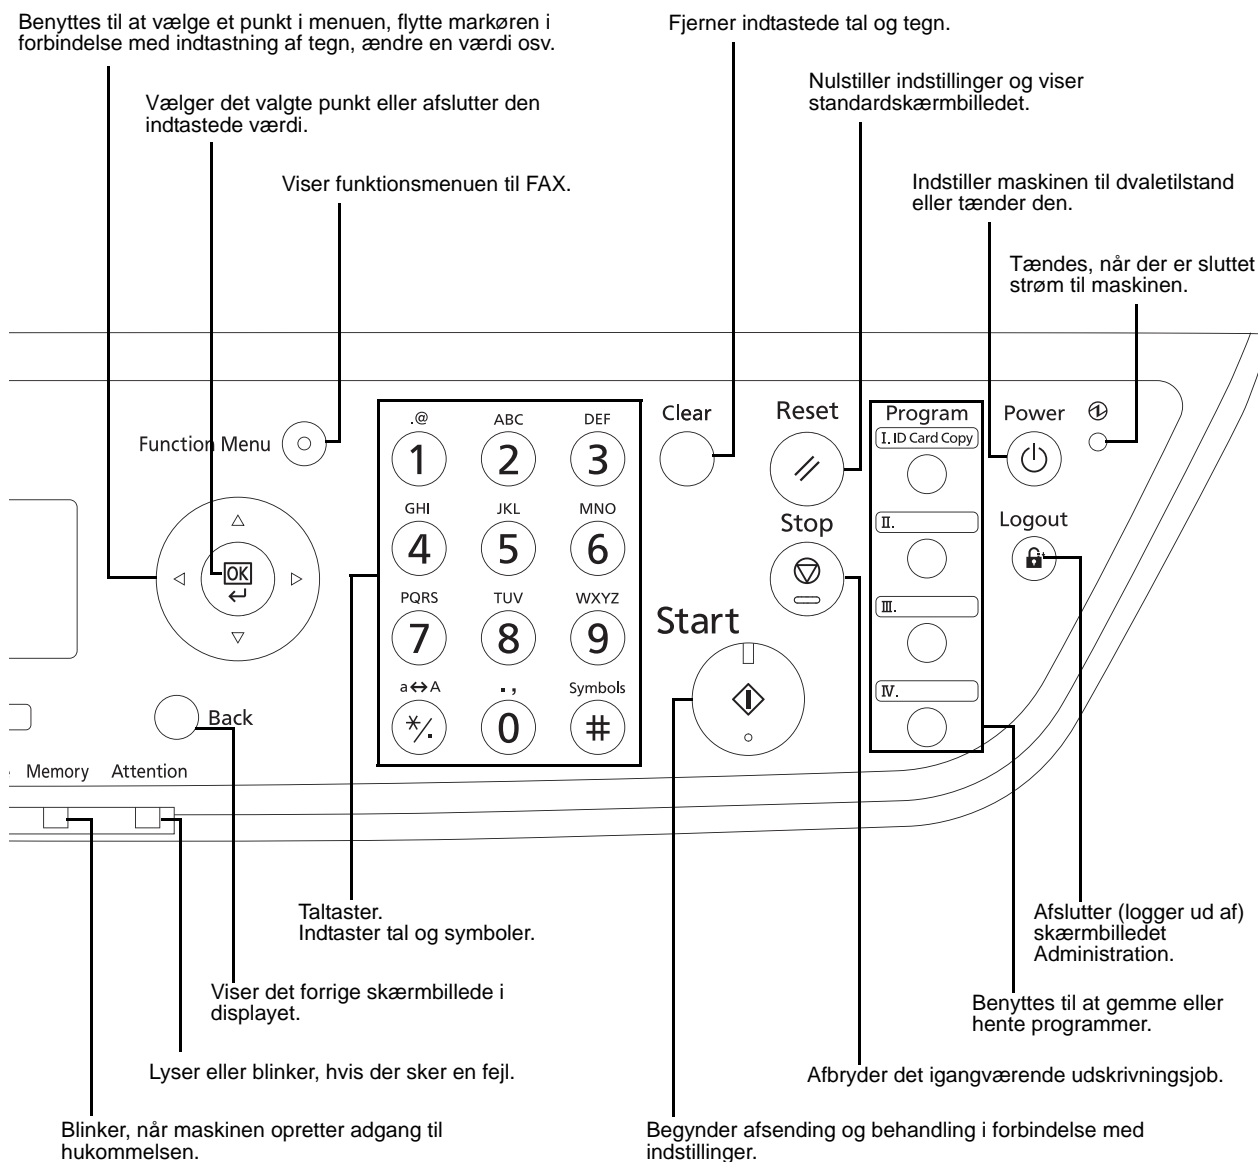 Benyttes til at vælge et punkt i menuen, flytte markøren i
forbindelse med indtastning af tegn, ændre en værdi osv.
Fjerner indtastede tal og tegn.
Vælger det valgte punkt eller afslutter den
indtastede værdi.
Nulstiller indstillinger og viser
standardskærmbilledet.
Viser funktionsmenuen til FAX.
Indstiller maskinen til dvaletilstand
eller tænder den.
Tændes, når der er sluttet
strøm til maskinen.
Function Menu
.@
1
ABC
2
DEF
3
GHI
4
JKL
5
MNO
6
PQRS
7
TUV
8
WXYZ
9
a↔A
*/.
.,
0
Symbols
#
Clear
Reset
Stop
Start
Program
I. ID Card Copy
II.
III.
IV.
Power
Logout
OK
Back
Memory
Attention
Taltaster.
Indtaster tal og symboler.
Viser det forrige skærmbillede i
displayet.
Lyser eller blinker, hvis der sker en fejl.
Blinker, når maskinen opretter adgang til
hukommelsen.
Afslutter (logger ud af)
skærmbilledet
Administration.
Benyttes til at gemme eller
hente programmer.
Afbryder det igangværende udskrivningsjob.
Begynder afsending og behandling i forbindelse med
indstillinger.